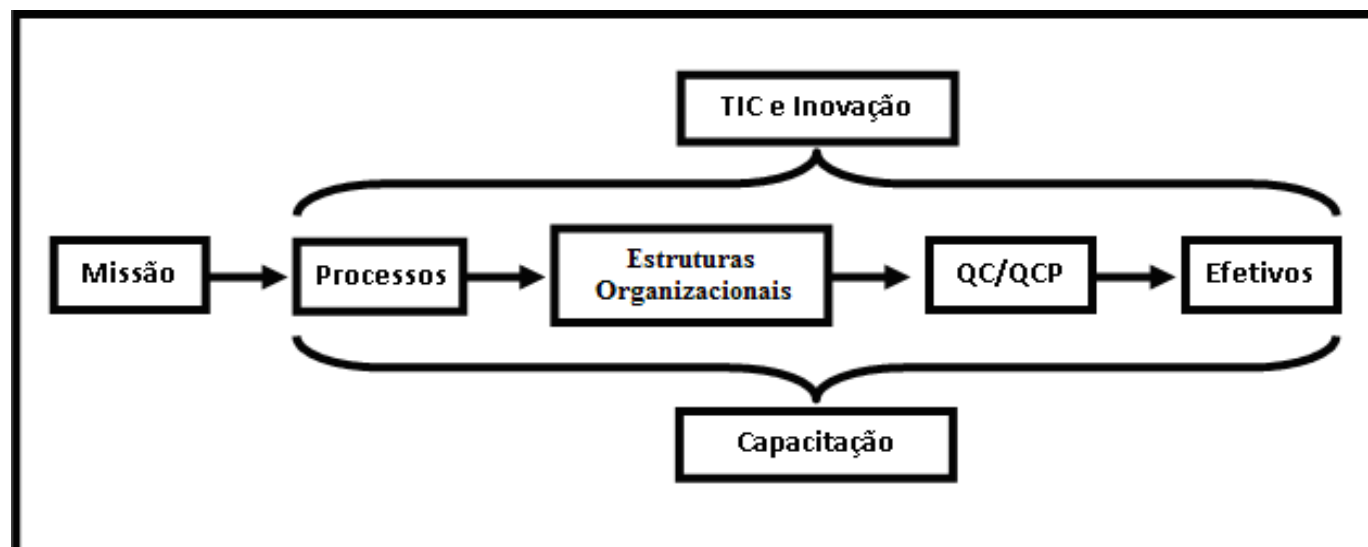 TIC e Inovação
Missão
Processos
Estruturas
Organizacionais
QC/QCP
Efetivos
Capacitação